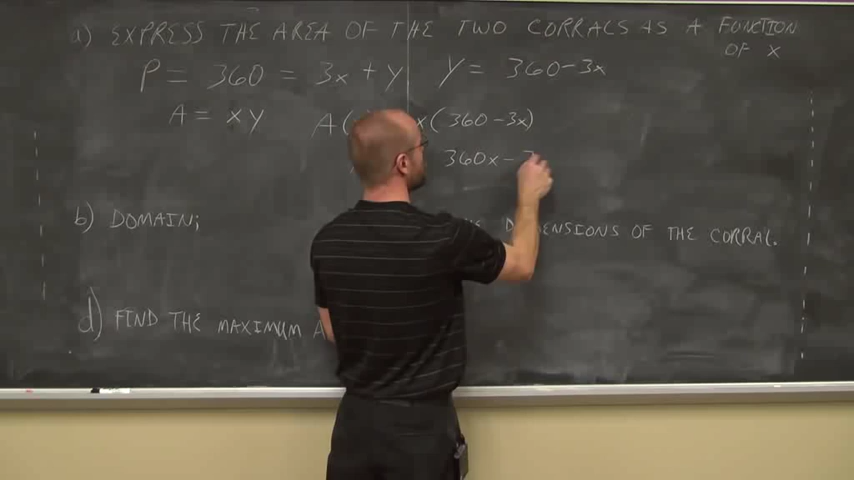 a) EXPRESS THE AREA OF THE TWO CORRALS AS A FUNCTION
OF X
P = 360 = 3x + y y = 360 - 3x
A = xy A( x(360 - 3x)
360x -
b) DOMAIN; DIMENSIONS OF THE CORRAL.
d) FIND THE MAXIMUM A